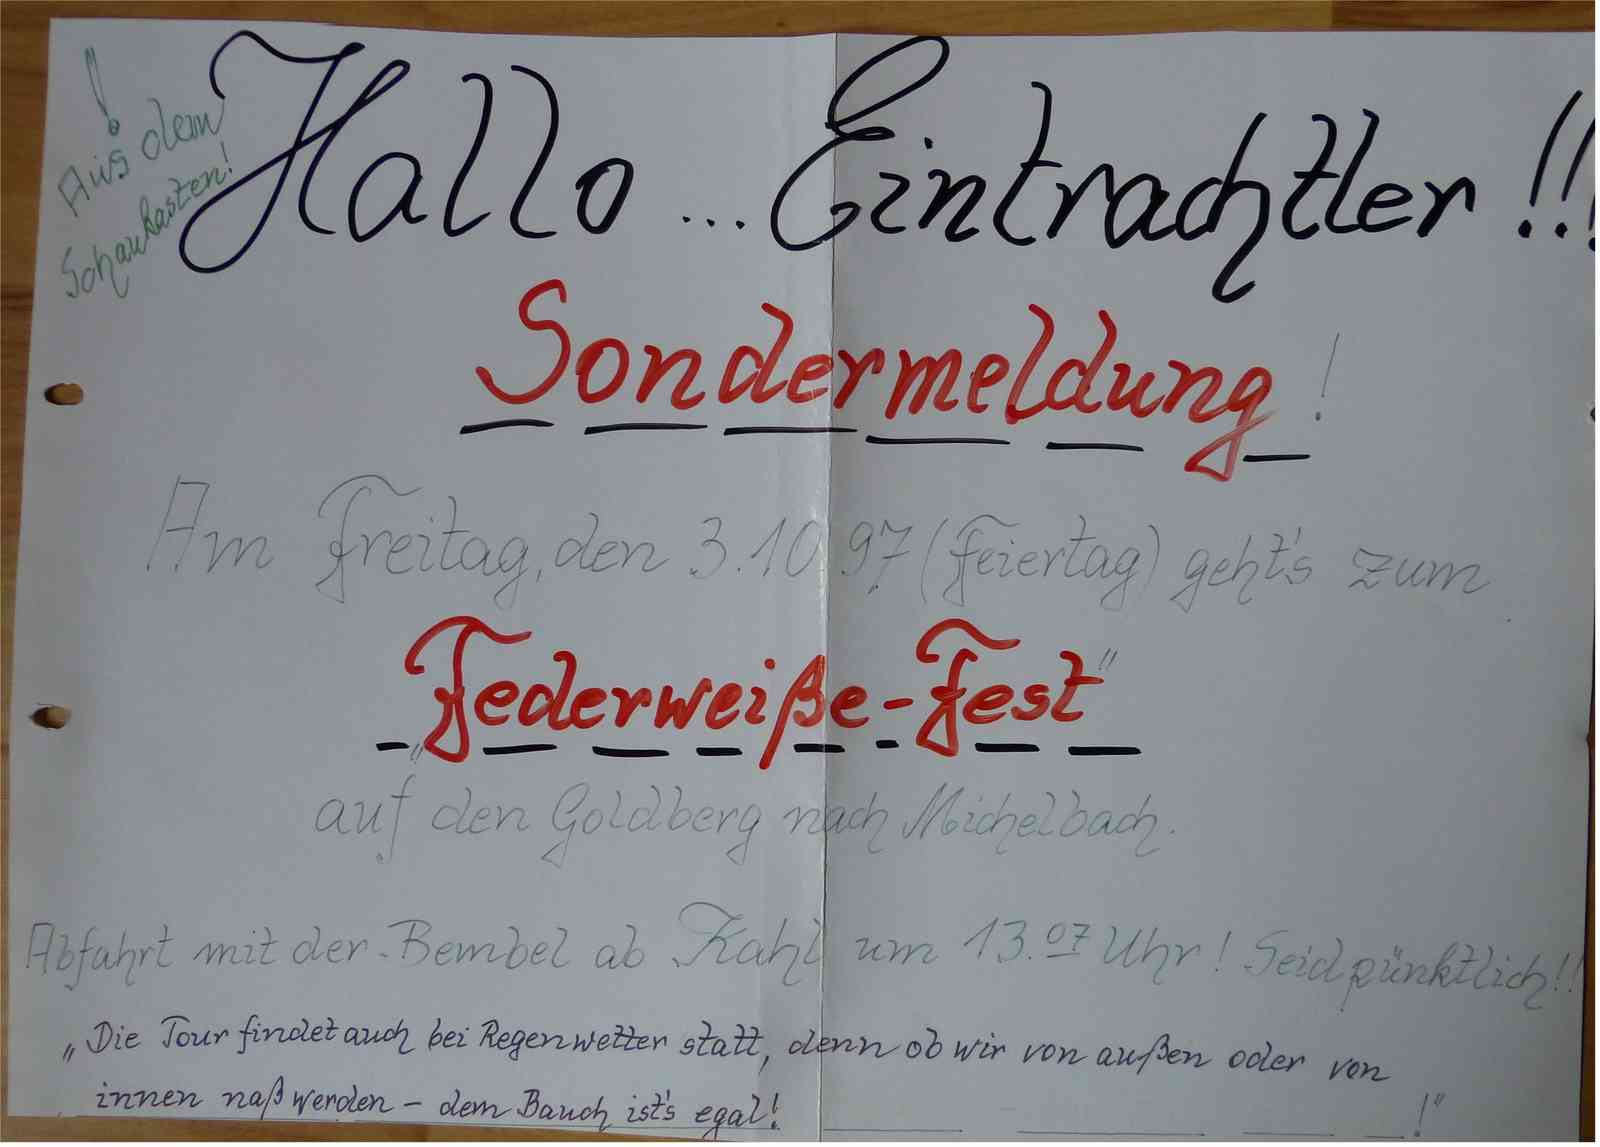 !
Aus dem
Schaukasten!
Hallo ... Eintrachtler !!!
Sondermeldung !
Am Freitag, den 3.10.97 (Feiertag) geht's zum
„Federweiße-Fest"
auf den Goldberg nach Michelbach.
Abfahrt mit der Bembel ab Kahl um 13.07 Uhr! Seid pünktlich!!
„Die Tour findet auch bei Regenwetter statt, denn ob wir von außen oder von
innen naß werden – dem Bauch ist's egal! !"